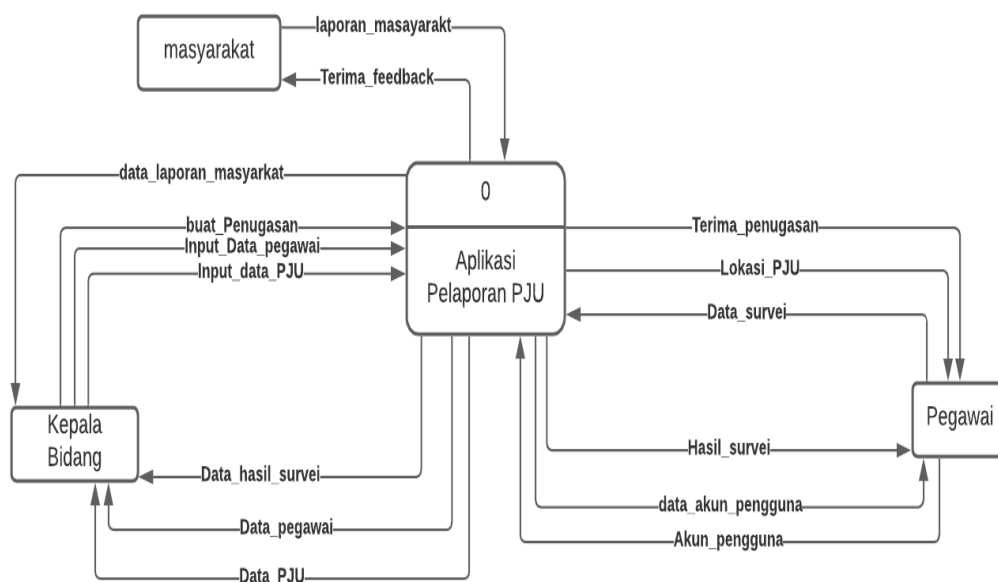 masyarakat
laporan_masayarakt
Terima_feedback
data_laporan_masyarkat
buat_Penugasan
Input_Data_pegawai
Input_data_PJU
0
Aplikasi
Pelaporan PJU
Terima_penugasan
Lokasi_PJU
Data_survei
Kepala
Bidang
Pegawai
Data_hasil_survei
Data_pegawai
Data_PJU
Hasil_survei
data_akun_pengguna
Akun_pengguna